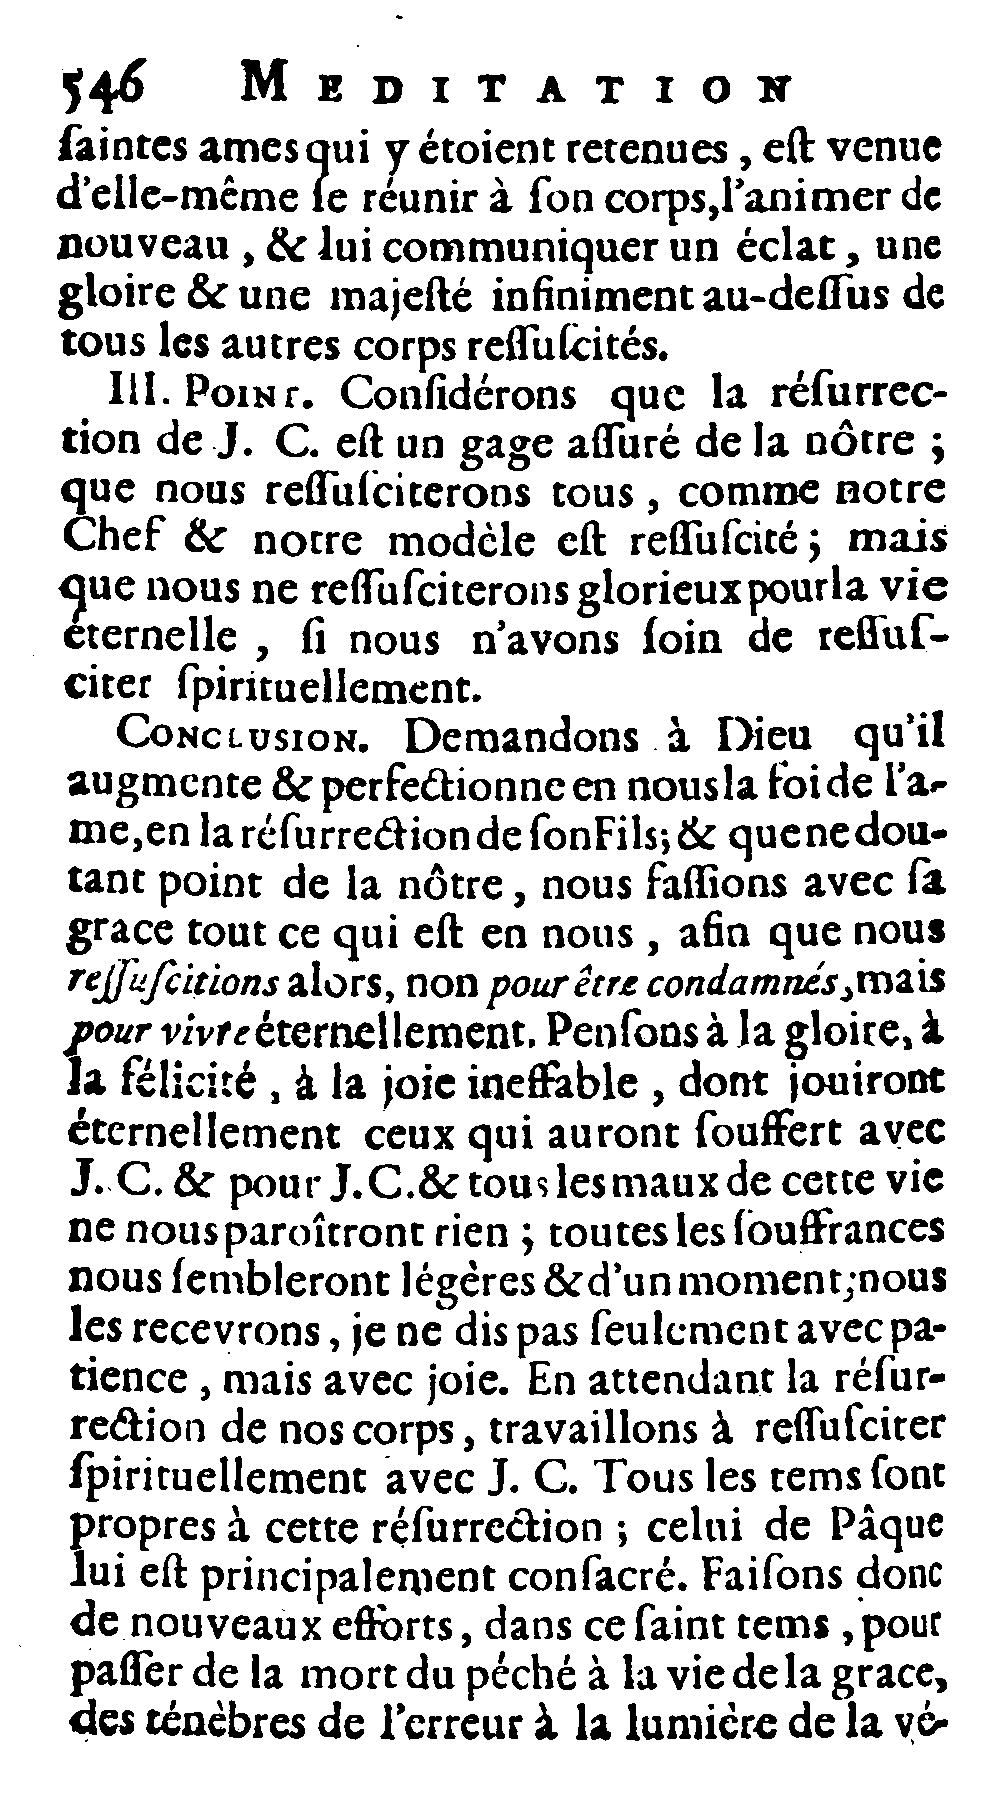 546 MEDITATION
ſaintes ames qui y étoient retenues, eſt venue
d'elle-même ſe réunir à ſon corps, l'animer de
nouveau, & lui communiquer un éclat, une
gloire & une majeſté infiniment au-deſſus de
tous les autres corps reſſuſcités.
III. POINT. Conſidérons que la réſurrec-
tion de J. C. eſt un gage aſſuré de la nôtre ;
que nous reſſuſciterons tous, comme notre
Chef & notre modèle eſt reſſuſcité ; mais
que nous ne reſſuſciterons glorieux pour la vie
éternelle, ſi nous n'avons ſoin de reſſuſ-
citer ſpirituellement.
CONCLUSION. Demandons à Dieu qu'il
augmente & perfectionne en nous la foi de l'a-
me, en la réſurrection de ſon Fils ; & que ne dou-
tant point de la nôtre, nous faſſions avec ſa
grace tout ce qui eſt en nous, afin que nous
reſſuſcitions alors, non pour être condamnés, mais
pour vivre éternellement. Penſons à la gloire, à
la félicité, à la joie ineffable, dont jouiront
éternellement ceux qui auront ſouffert avec
J. C. & pour J. C. & tous les maux de cette vie
ne nous paroîtront rien ; toutes les ſouffrances
nous ſembleront légères & d'un moment ; nous
les recevrons, je ne dis pas ſeulement avec pa-
tience, mais avec joie. En attendant la réſur-
rection de nos corps, travaillons à reſſuſciter
ſpirituellement avec J. C. Tous les tems ſont
propres à cette réſurrection ; celui de Pâque
lui eſt principalement conſacré. Faiſons donc
de nouveaux efforts, dans ce ſaint tems, pour
paſſer de la mort du péché à la vie de la grace,
des ténèbres de l'erreur à la lumière de la vé-